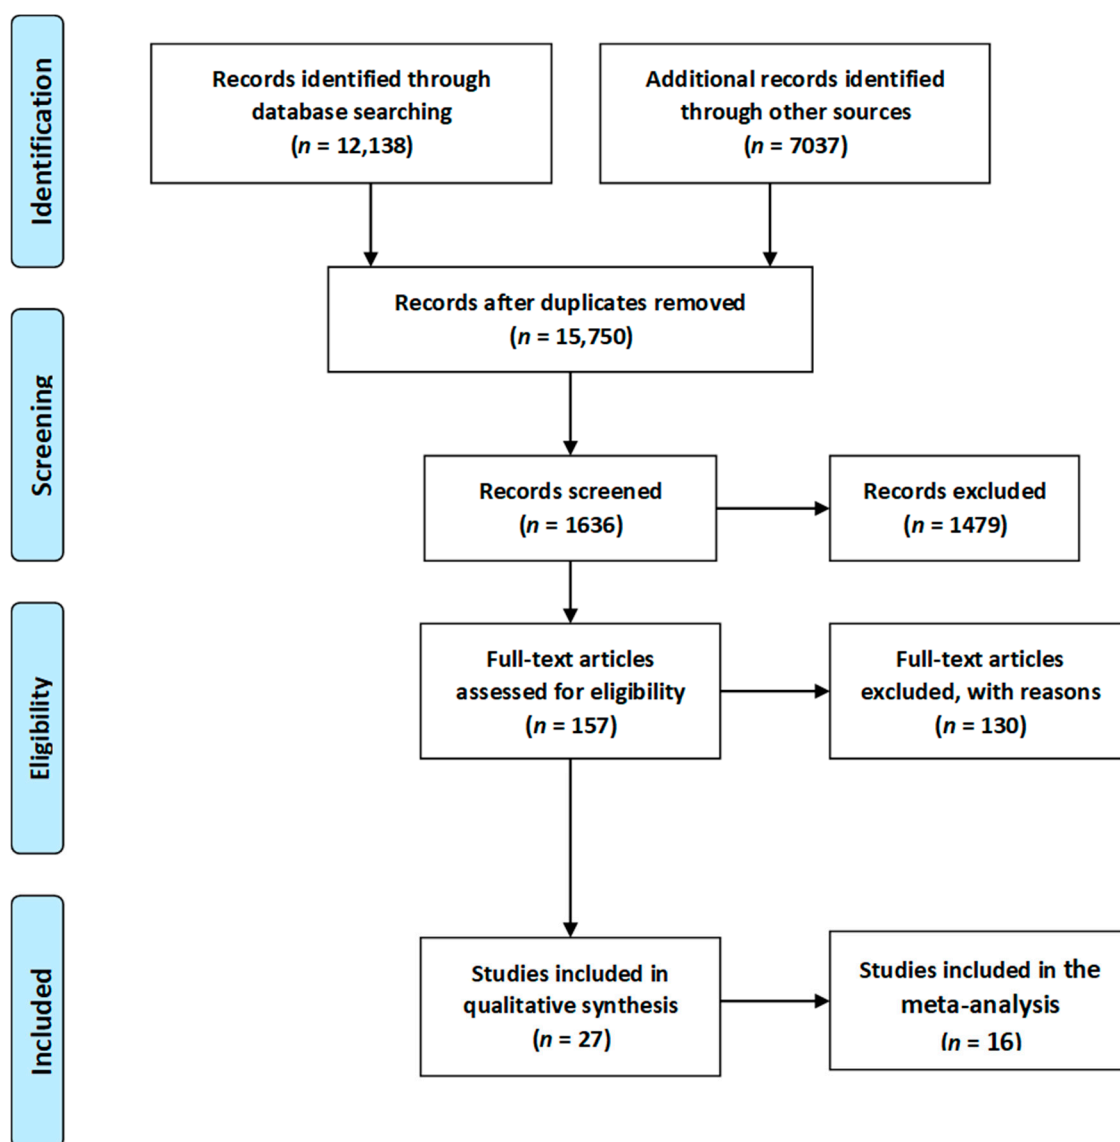 Identification
Records identified through
database searching
(n = 12,138)
Additional records identified
through other sources
(n = 7037)
Records after duplicates removed
(n = 15,750)
Screening
Records screened
(n = 1636)
Records excluded
(n = 1479)
Eligibility
Full-text articles
assessed for eligibility
(n = 157)
Full-text articles
excluded, with reasons
(n = 130)
Included
Studies included in
qualitative synthesis
(n = 27)
Studies included in the
meta-analysis
(n = 16)